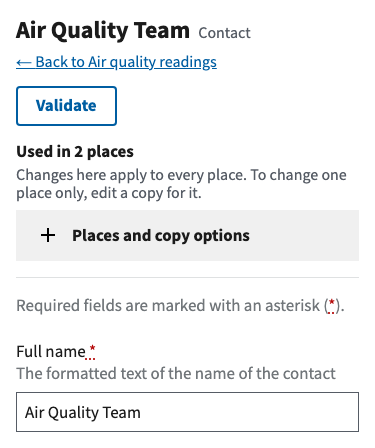 Air Quality Team Contact
← Back to Air quality readings
Validate
Used in 2 places
Changes here apply to every place. To change one
place only, edit a copy for it.
+ Places and copy options
Required fields are marked with an asterisk (*).
Full name *
The formatted text of the name of the contact
Air Quality Team